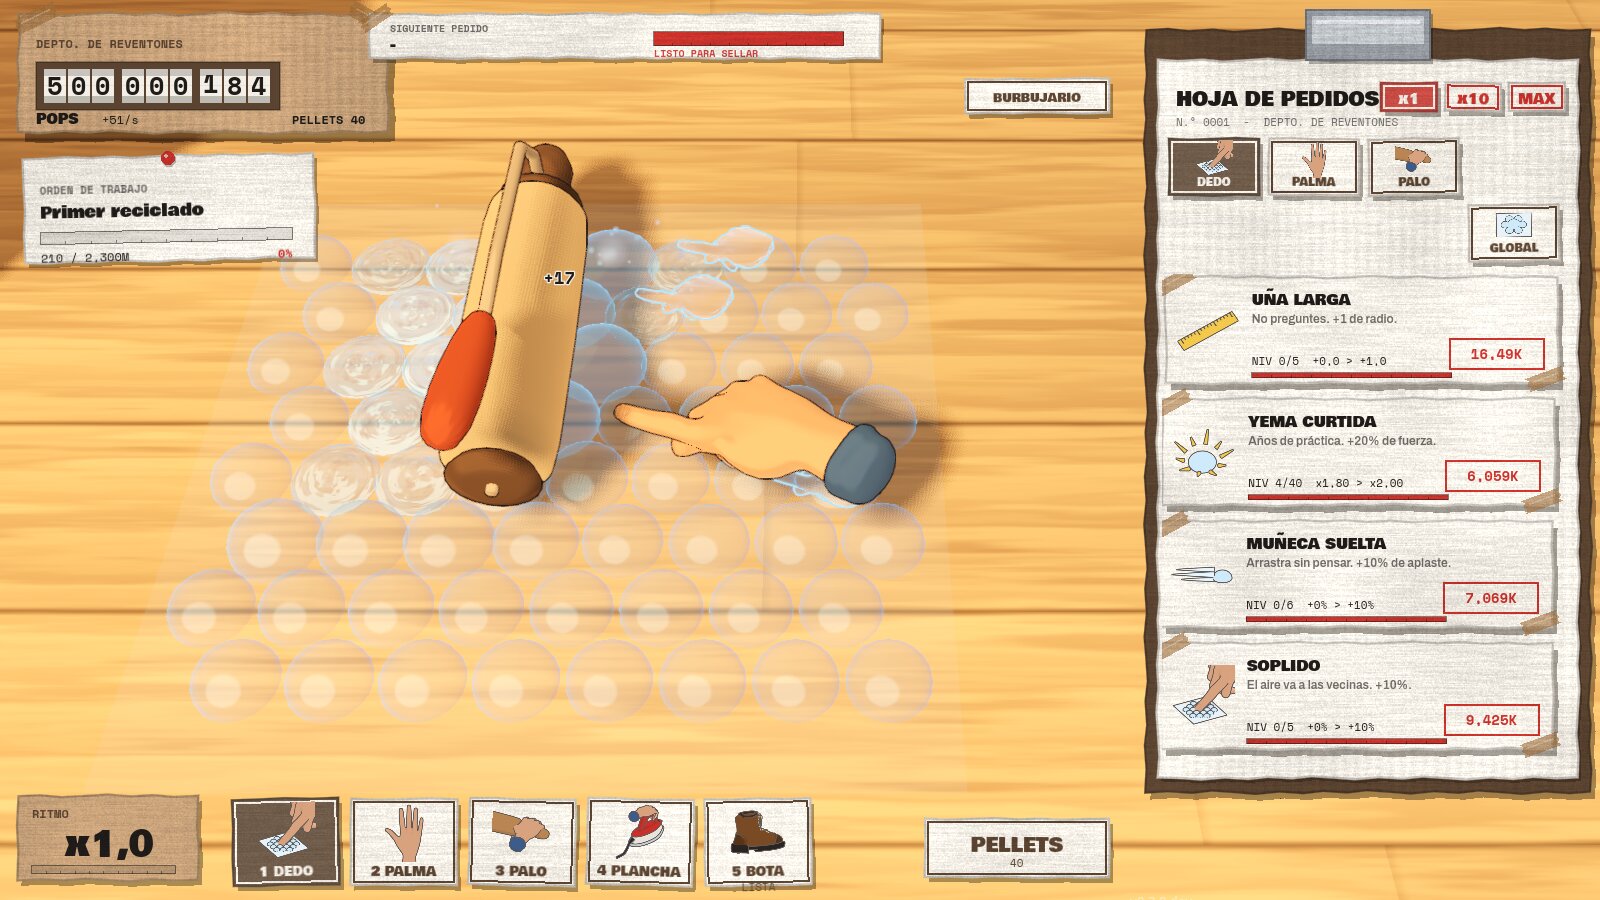 DEPTO. DE REVENTONES
500 000 184
POPS +51/s PELLETS 40
SIGUIENTE PEDIDO
-
LISTO PARA SELLAR
BURBUJARIO
ORDEN DE TRABAJO
Primer reciclado
210 / 2,300M 0%
+17
HOJA DE PEDIDOS x1 x10 MAX
N.° 0001 - DEPTO. DE REVENTONES
DEDO PALMA PALO
GLOBAL
UÑA LARGA
No preguntes. +1 de radio.
NIV 0/5 +0,0 > +1,0
16,49K
YEMA CURTIDA
Años de práctica. +20% de fuerza.
NIV 4/40 x1,80 > x2,00
6,059K
MUÑECA SUELTA
Arrastra sin pensar. +10% de aplaste.
NIV 0/6 +0% > +10%
7,069K
SOPLIDO
El aire va a las vecinas. +10%.
NIV 0/5 +0% > +10%
9,425K
RITMO
x1,0
1 DEDO 2 PALMA 3 PALO 4 PLANCHA 5 BOTA
LISTA
PELLETS
40